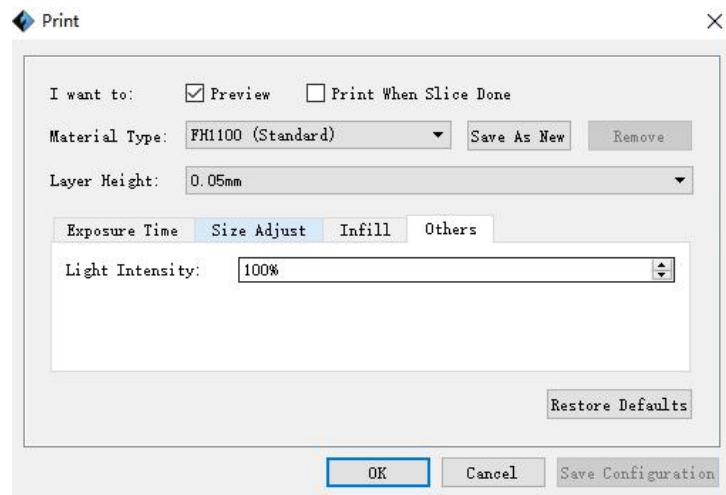 Print
I want to: Preview Print When Slice Done
Material Type: FH1100 (Standard) Save As New Remove
Layer Height: 0.05mm
Exposure Time Size Adjust Infill Others
Light Intensity: 100%
Restore Defaults
OK Cancel Save Configuration